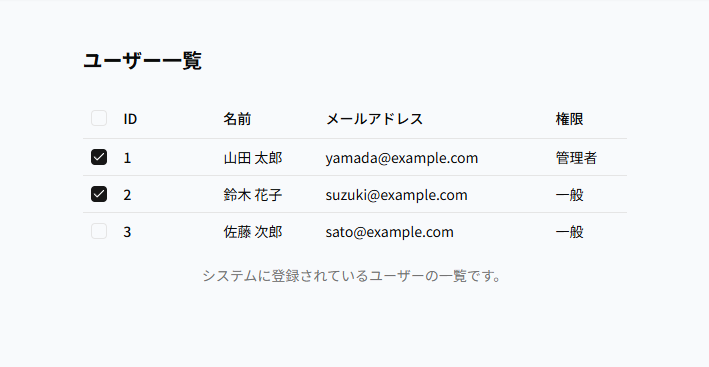 ユーザー一覧
ID 名前 メールアドレス 権限
1 山田 太郎 yamada@example.com 管理者
2 鈴木 花子 suzuki@example.com 一般
3 佐藤 次郎 sato@example.com 一般
システムに登録されているユーザーの一覧です。